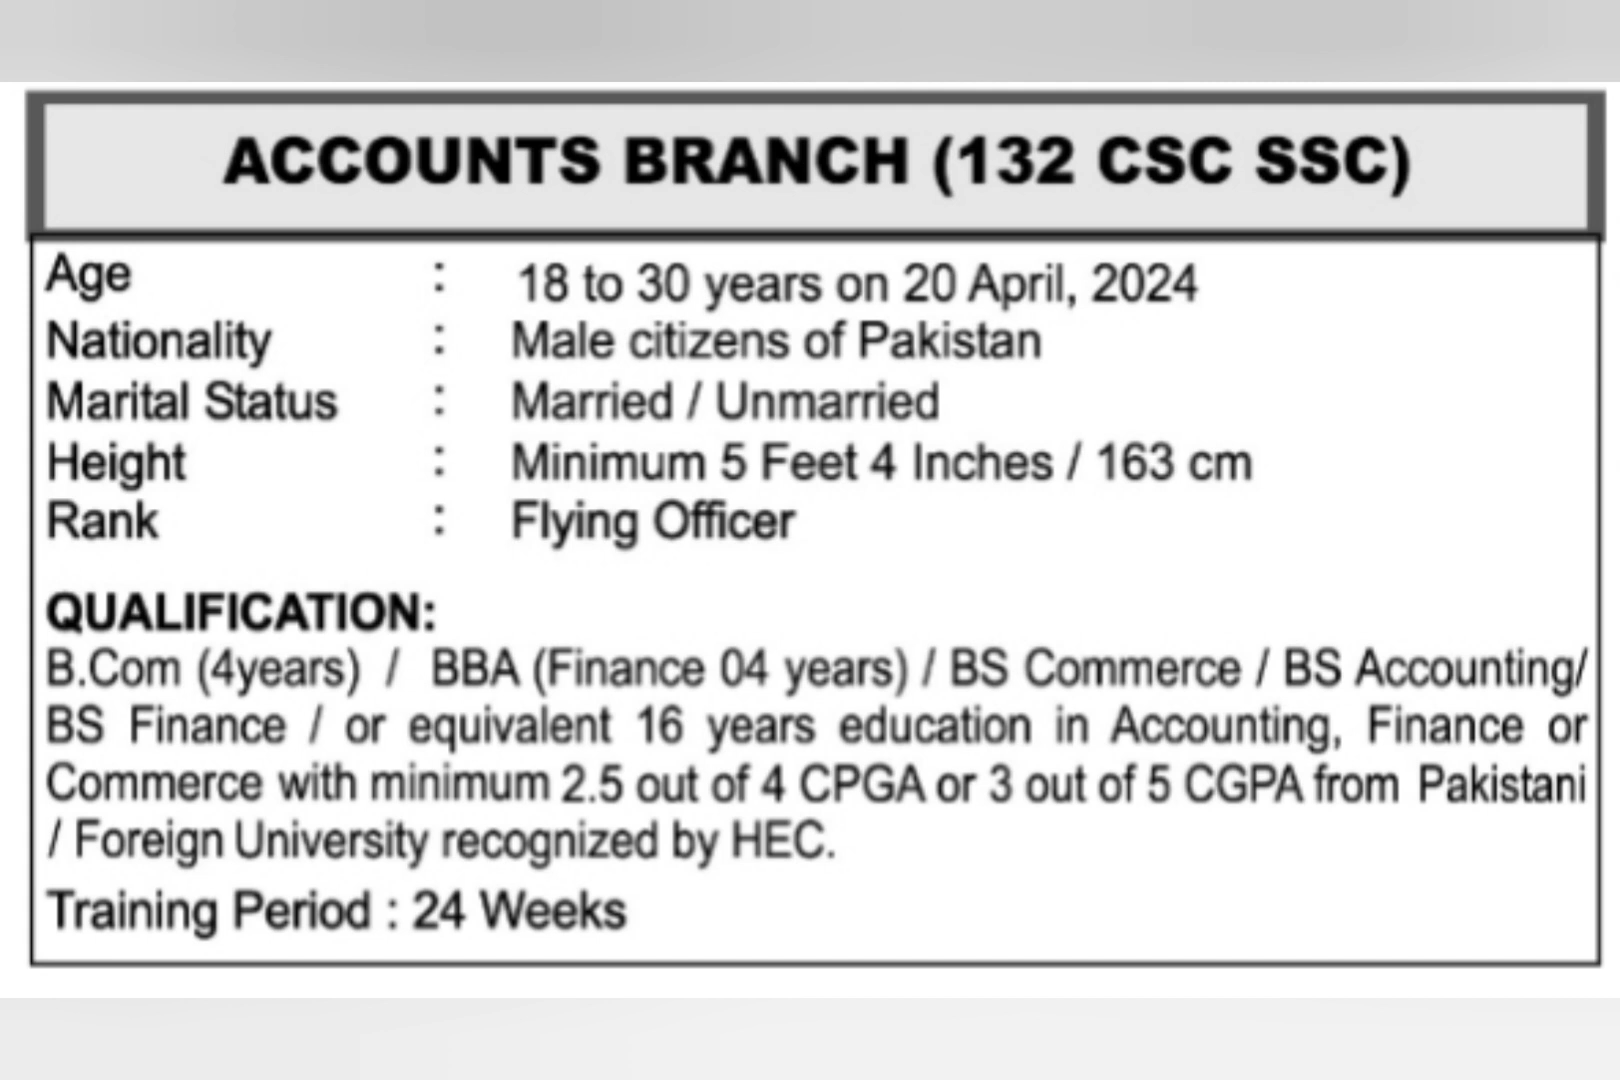 ACCOUNTS BRANCH (132 CSC SSC)
Age : 18 to 30 years on 20 April, 2024
Nationality : Male citizens of Pakistan
Marital Status : Married / Unmarried
Height : Minimum 5 Feet 4 Inches / 163 cm
Rank : Flying Officer
QUALIFICATION:
B.Com (4years) / BBA (Finance 04 years) / BS Commerce / BS Accounting/
BS Finance / or equivalent 16 years education in Accounting, Finance or
Commerce with minimum 2.5 out of 4 CPGA or 3 out of 5 CGPA from Pakistani
/ Foreign University recognized by HEC.
Training Period : 24 Weeks